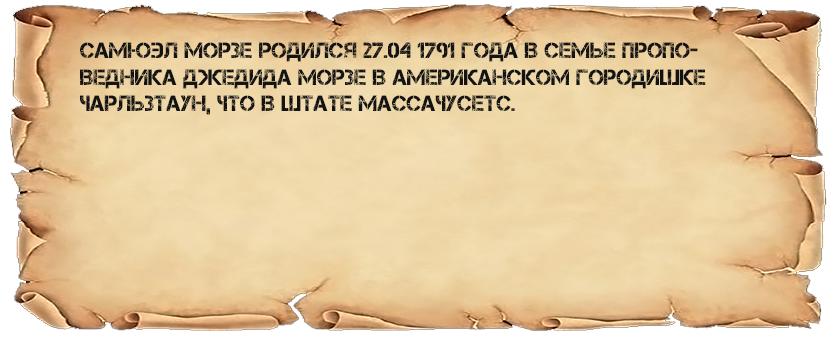 САМЮЭЛ МОРЗЕ РОДИЛСЯ 27.04 1791 ГОДА В СЕМЬЕ ПРОПО-
ВЕДНИКА ДЖЕДИДА МОРЗЕ В АМЕРИКАНСКОМ ГОРОДИШКЕ
ЧАРЛЬЗТАУН, ЧТО В ШТАТЕ МАССАЧУСЕТС.